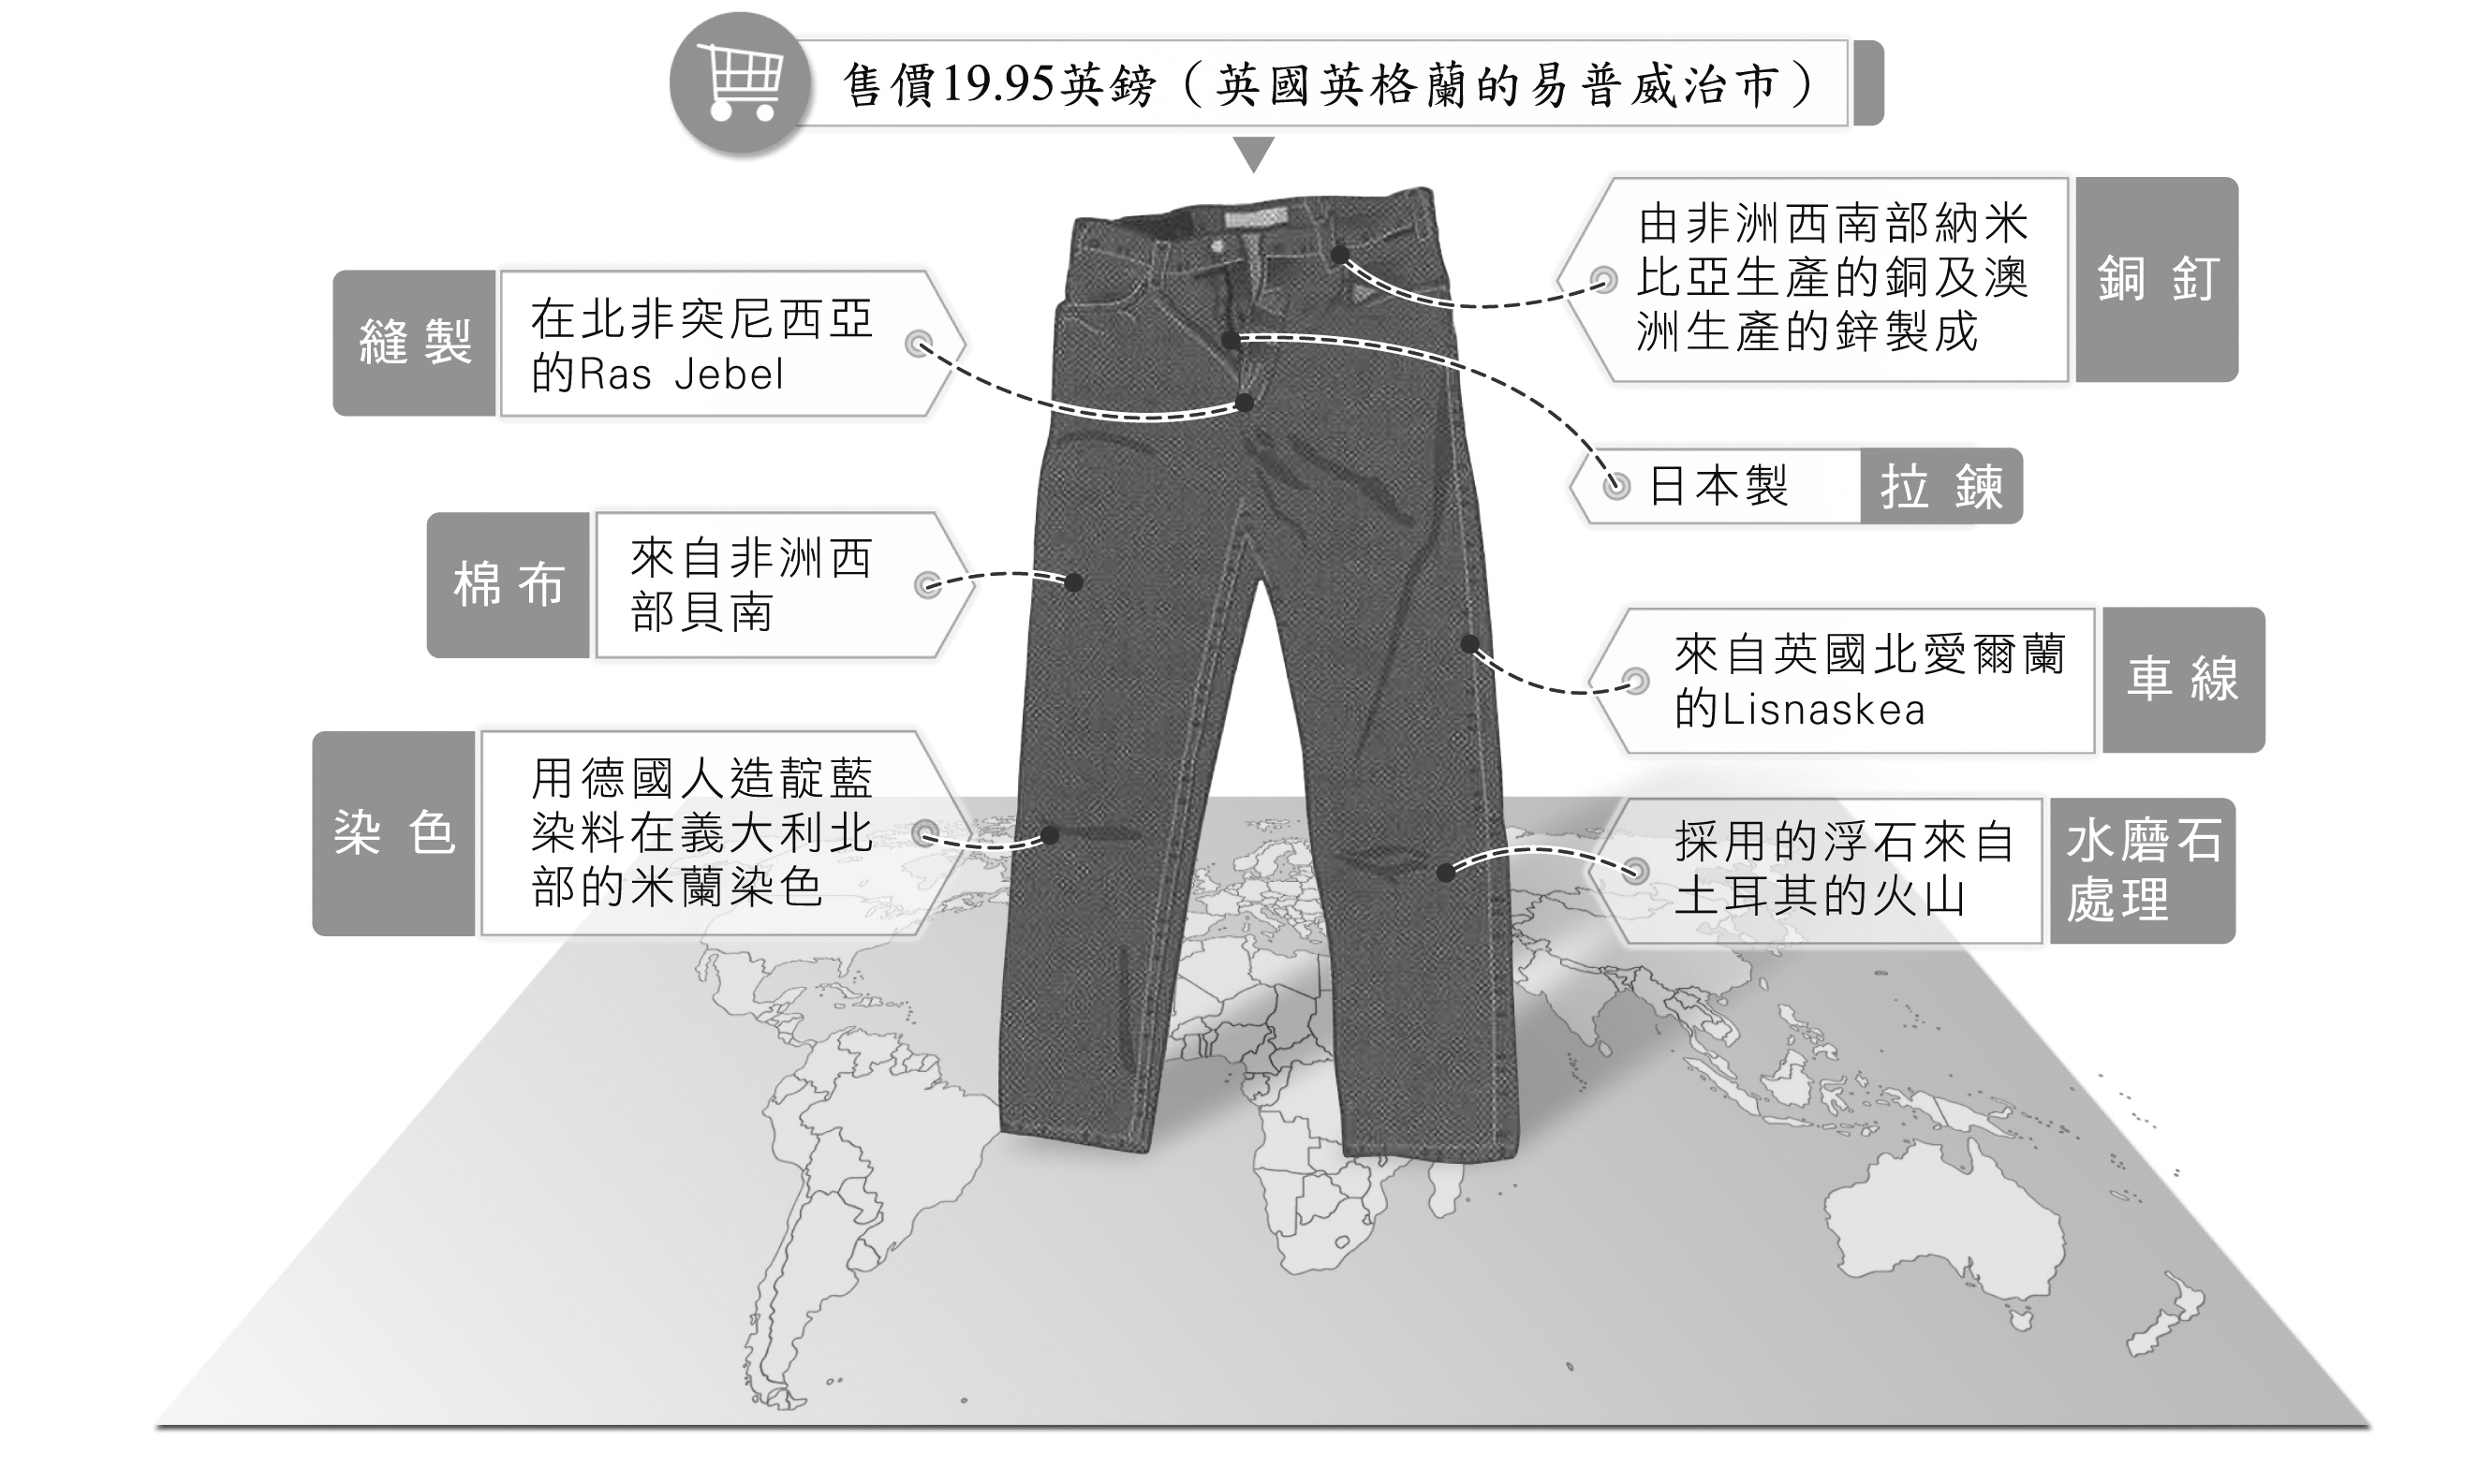 售價19.95英鎊（英國英格蘭的易普威治市）
縫製
在北非突尼西亞
的Ras Jebel
棉布
來自非洲西
部貝南
染色
用德國人造靛藍
染料在義大利北
部的米蘭染色
由非洲西南部納米
比亞生產的銅及澳
洲生產的鋅製成
銅釘
日本製
拉鍊
來自英國北愛爾蘭
的Lisnaskea
車線
採用的浮石來自
土耳其的火山
水磨石
處理